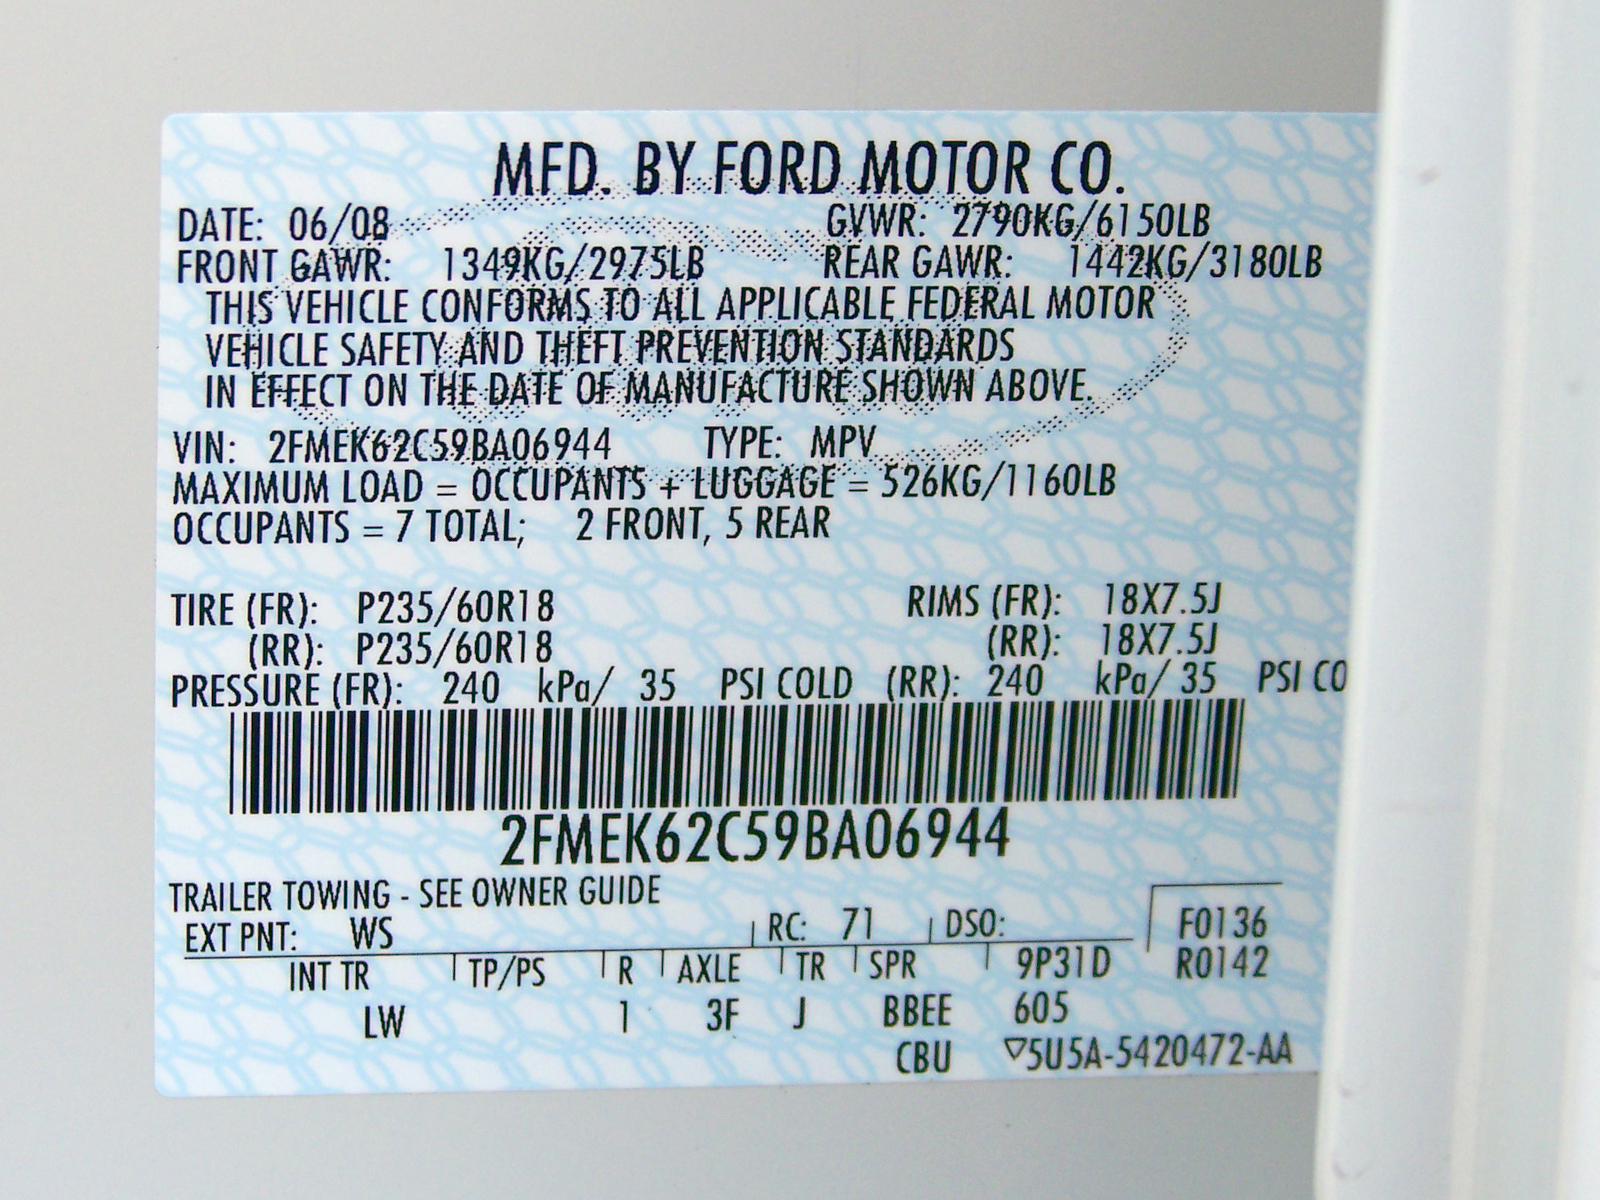 MFD. BY FORD MOTOR CO.
DATE: 06/08 GVWR: 2790KG/6150LB
FRONT GAWR: 1349KG/2975LB REAR GAWR: 1442KG/3180LB
THIS VEHICLE CONFORMS TO ALL APPLICABLE FEDERAL MOTOR
VEHICLE SAFETY AND THEFT PREVENTION STANDARDS
IN EFFECT ON THE DATE OF MANUFACTURE SHOWN ABOVE.
VIN: 2FMEK62C59BA06944 TYPE: MPV
MAXIMUM LOAD = OCCUPANTS + LUGGAGE = 526KG/1160LB
OCCUPANTS = 7 TOTAL; 2 FRONT, 5 REAR
TIRE (FR): P235/60R18 RIMS (FR): 18X7.5J
(RR): P235/60R18 (RR): 18X7.5J
PRESSURE (FR): 240 kPa/ 35 PSI COLD (RR): 240 kPa/ 35 PSI CO
2FMEK62C59BA06944
TRAILER TOWING - SEE OWNER GUIDE
EXT PNT: WS RC: 71 DSO: F0136
INT TR TP/PS R AXLE TR SPR 9P31D R0142
LW 1 3F J BBEE 605
CBU ▽5U5A-5420472-AA